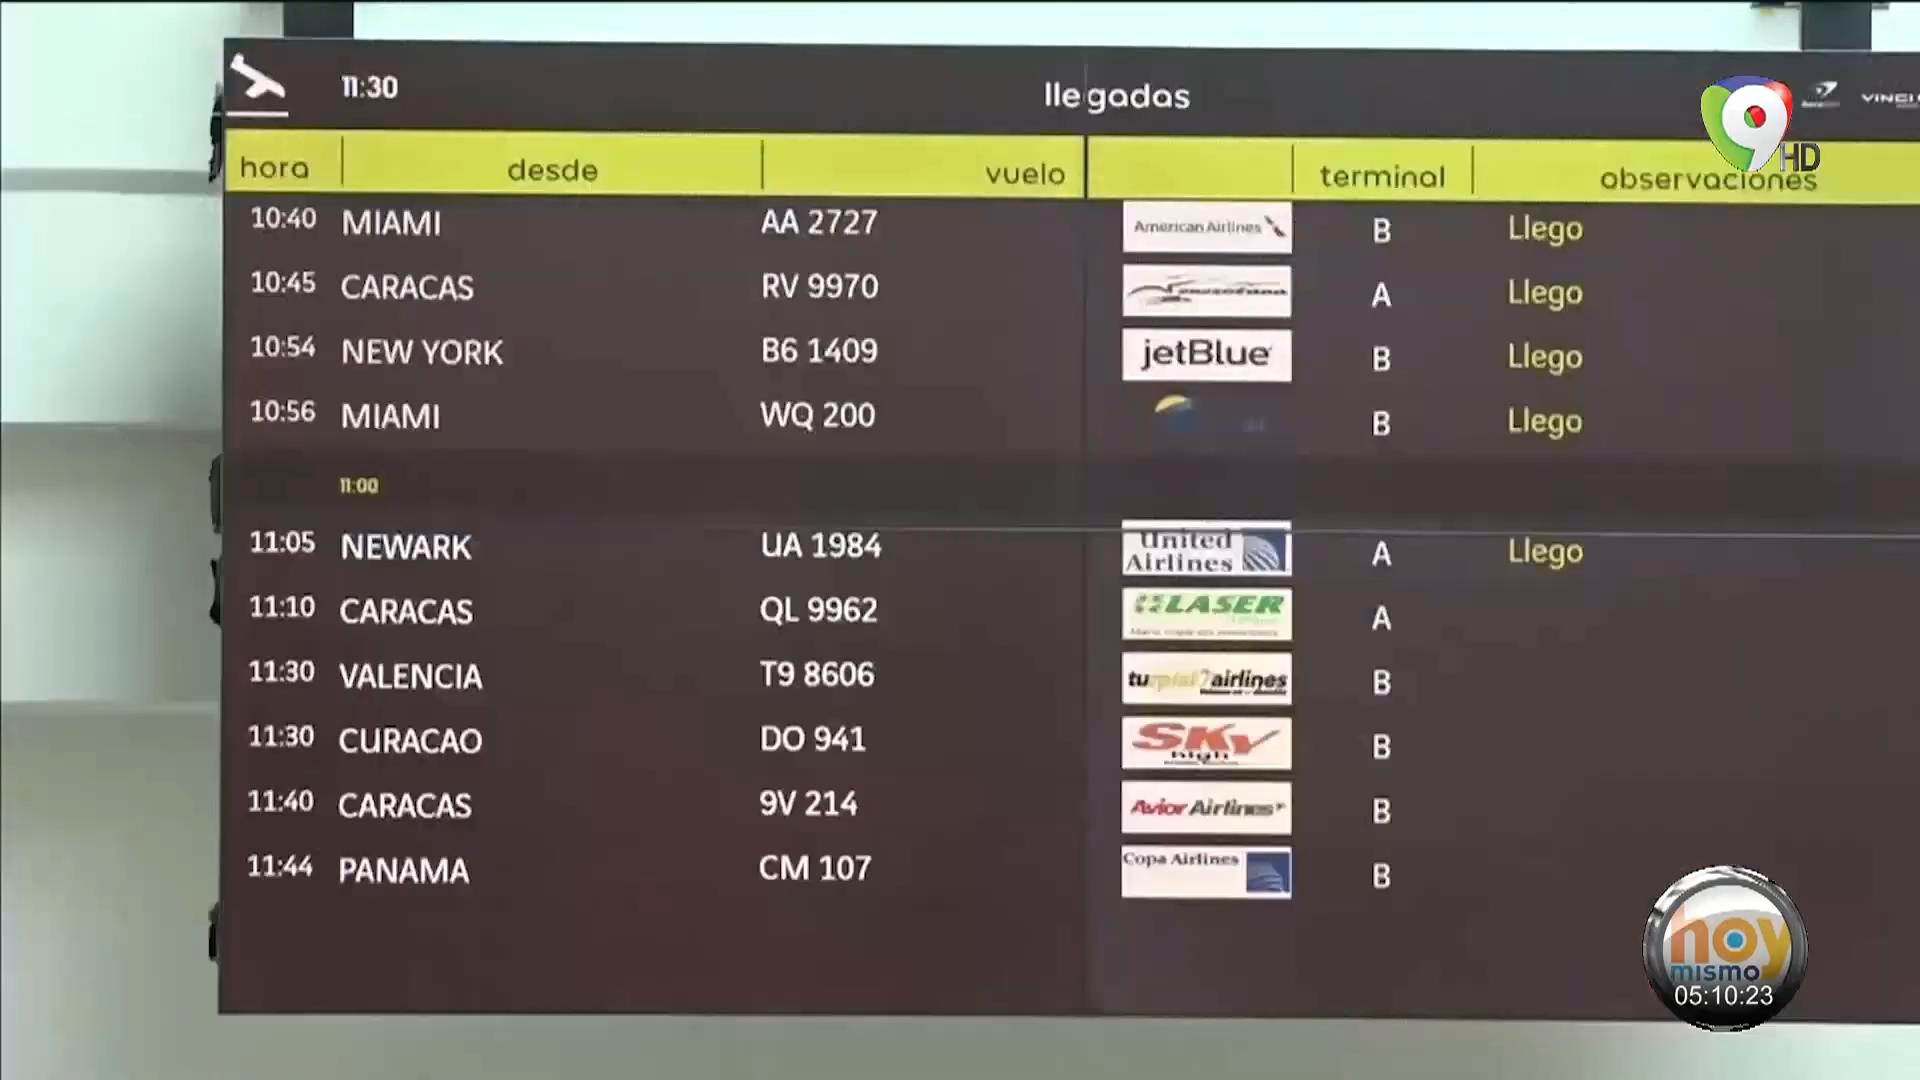 11:30 llegadas VINCI
9 HD
hora desde vuelo terminal observaciones
10:40 MIAMI AA 2727 American Airlines B Llego
10:45 CARACAS RV 9970 A Llego
10:54 NEW YORK B6 1409 jetBlue B Llego
10:56 MIAMI WQ 200 B Llego
11:00
11:05 NEWARK UA 1984 United Airlines A Llego
11:10 CARACAS QL 9962 LASER A
11:30 VALENCIA T9 8606 turpial airlines B
11:30 CURACAO DO 941 SKY high B
11:40 CARACAS 9V 214 Avior Airlines B
11:44 PANAMA CM 107 Copa Airlines B
hoy
mismo
05:10:23